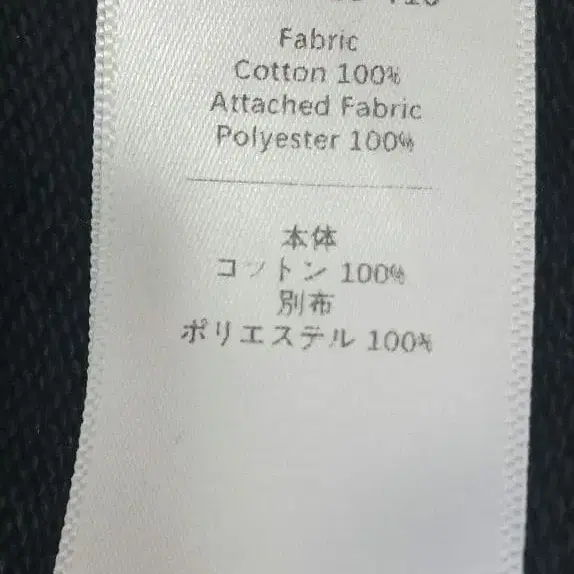 Fabric
Cotton 100%
Attached Fabric
Polyester 100%
本体
コットン 100%
別布
ポリエステル 100%